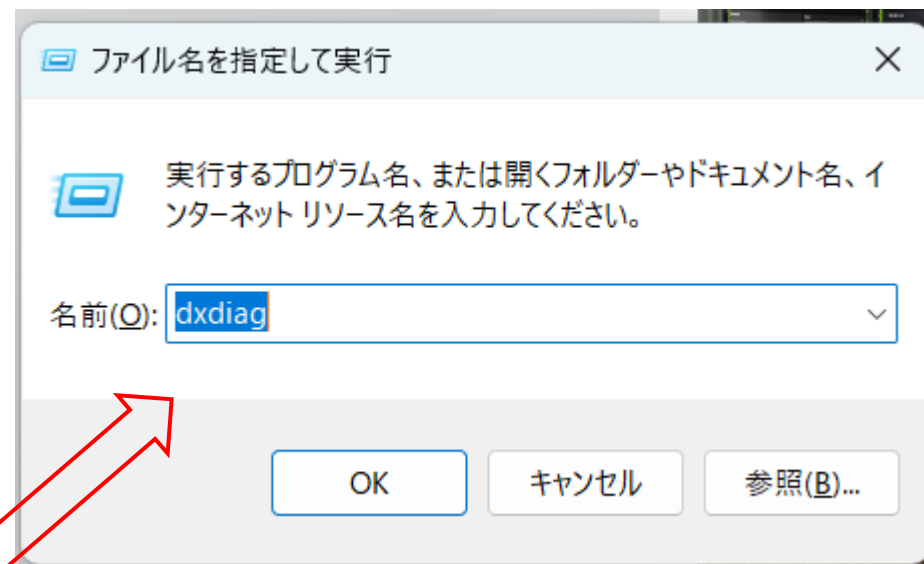 ファイル名を指定して実行
実行するプログラム名、または開くフォルダーやドキュメント名、イ
ンターネット リソース名を入力してください。
名前(O): dxdiag
OK キャンセル 参照(B)...